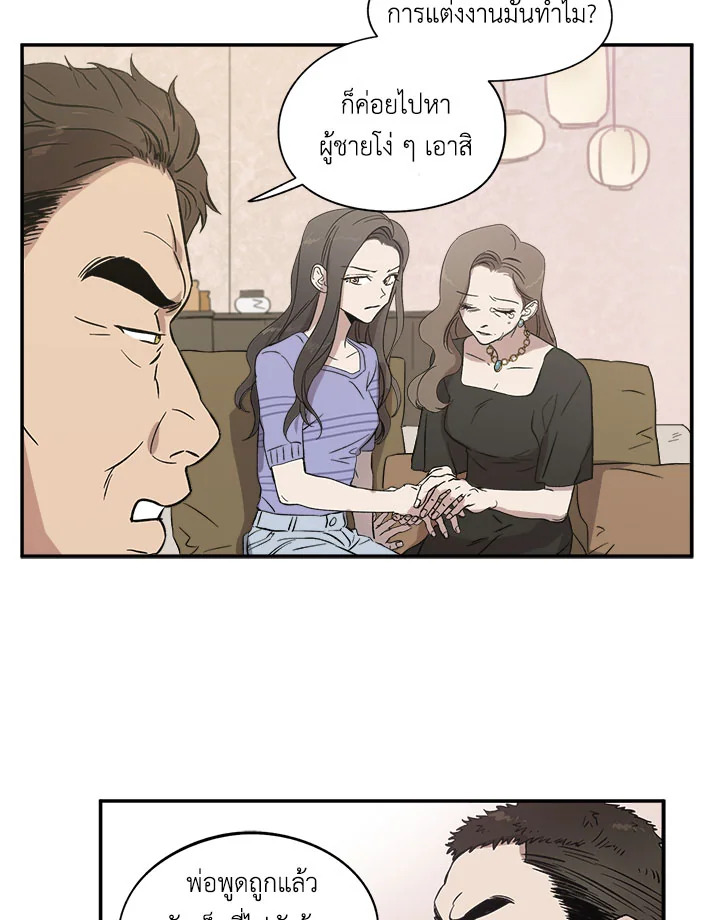 การแต่งงานมันทำไม?
ก็ค่อยไปหา
ผู้ชายโง่ ๆ เอาสิ
พ่อพูดถูกแล้ว